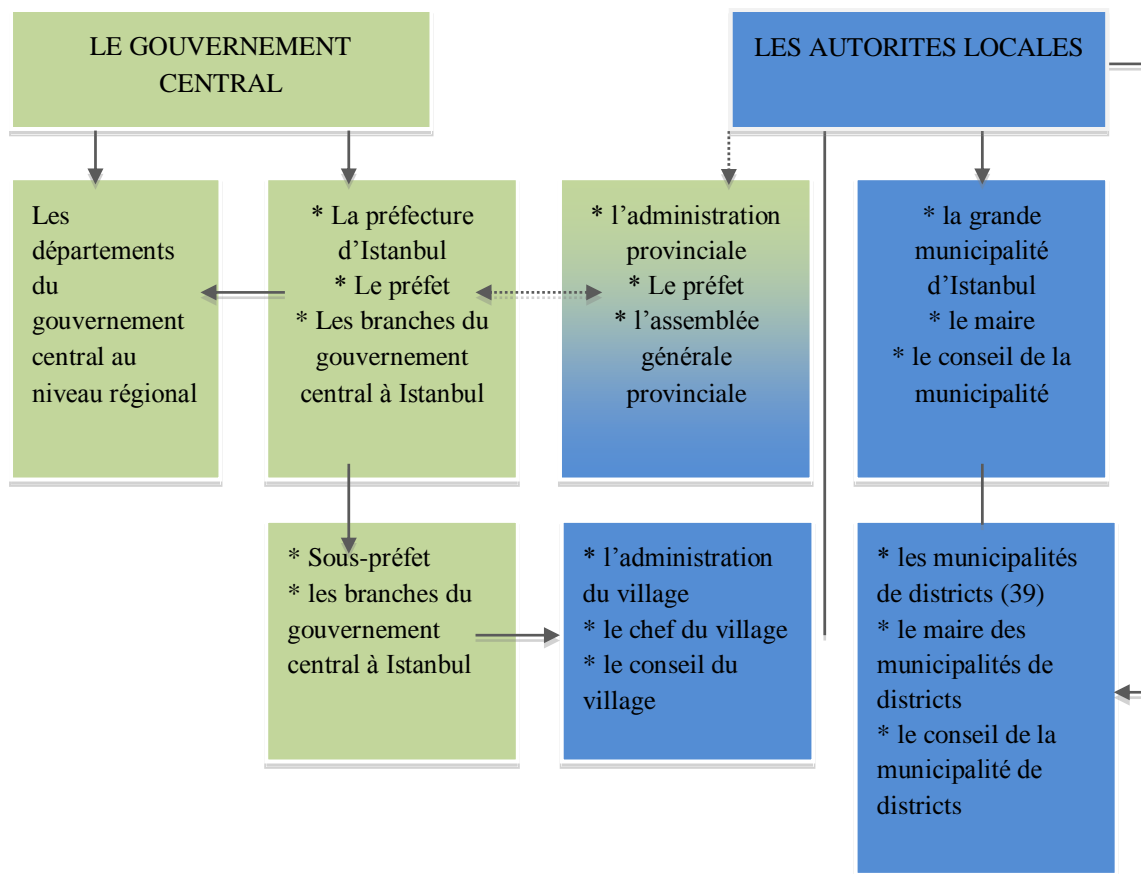 LE GOUVERNEMENT
CENTRAL
LES AUTORITES LOCALES
Les
départements
du
gouvernement
central au
niveau régional
* La préfecture
d’Istanbul
* Le préfet
* Les branches du
gouvernement
central à Istanbul
* l’administration
provinciale
* Le préfet
* l’assemblée
générale
provinciale
* la grande
municipalité
d’Istanbul
* le maire
* le conseil de la
municipalité
* Sous-préfet
* les branches du
gouvernement
central à Istanbul
* l’administration
du village
* le chef du village
* le conseil du
village
* les municipalités
de districts (39)
* le maire des
municipalités de
districts
* le conseil de la
municipalité de
districts